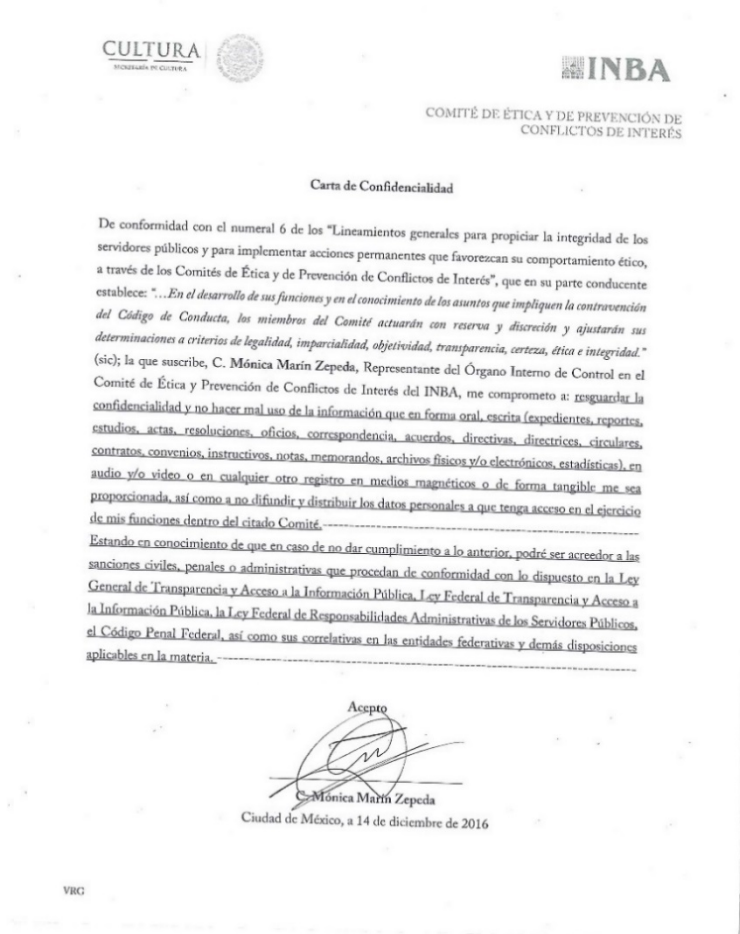 CULTURA
SECRETARÍA DE CULTURA
INBA
COMITÉ DE ÉTICA Y DE PREVENCIÓN DE
CONFLICTOS DE INTERÉS
Carta de Confidencialidad
De conformidad con el numeral 6 de los "Lineamientos generales para propiciar la integridad de los
servidores públicos y para implementar acciones permanentes que favorezcan su comportamiento ético,
a través de los Comités de Ética y de Prevención de Conflictos de Interés", que en su parte conducente
establece: "...En el desarrollo de sus funciones y en el conocimiento de los asuntos que impliquen la contravención
del Código de Conducta, los miembros del Comité actuarán con reserva y discreción y ajustarán sus
determinaciones a criterios de legalidad, imparcialidad, objetividad, transparencia, certeza, ética e integridad."
(sic); la que suscribe, C. Mónica Marín Zepeda, Representante del Órgano Interno de Control en el
Comité de Ética y Prevención de Conflictos de Interés del INBA, me comprometo a: resguardar la
confidencialidad y no hacer mal uso de la información que en forma oral, escrita (expedientes, reportes,
estudios, actas, resoluciones, oficios, correspondencia, acuerdos, directivas, directrices, circulares,
contratos, convenios, instructivos, notas, memorandos, archivos físicos y/o electrónicos, estadísticas), en
audio y/o video o en cualquier otro registro en medios magnéticos o de forma tangible me sea
proporcionada, así como a no difundir y distribuir los datos personales a que tenga acceso en el ejercicio
de mis funciones dentro del citado Comité.------------------------------------------------------------
Estando en conocimiento de que en caso de no dar cumplimiento a lo anterior, podré ser acreedor a las
sanciones civiles, penales o administrativas que procedan de conformidad con lo dispuesto en la Ley
General de Transparencia y Acceso a la Información Pública, Ley Federal de Transparencia y Acceso a
la Información Pública, la Ley Federal de Responsabilidades Administrativas de los Servidores Públicos,
el Código Penal Federal, así como sus correlativas en las entidades federativas y demás disposiciones
aplicables en la materia. ------------------------------------------------------------------------------
Acepto
C. Mónica Marín Zepeda
Ciudad de México, a 14 de diciembre de 2016
VRG